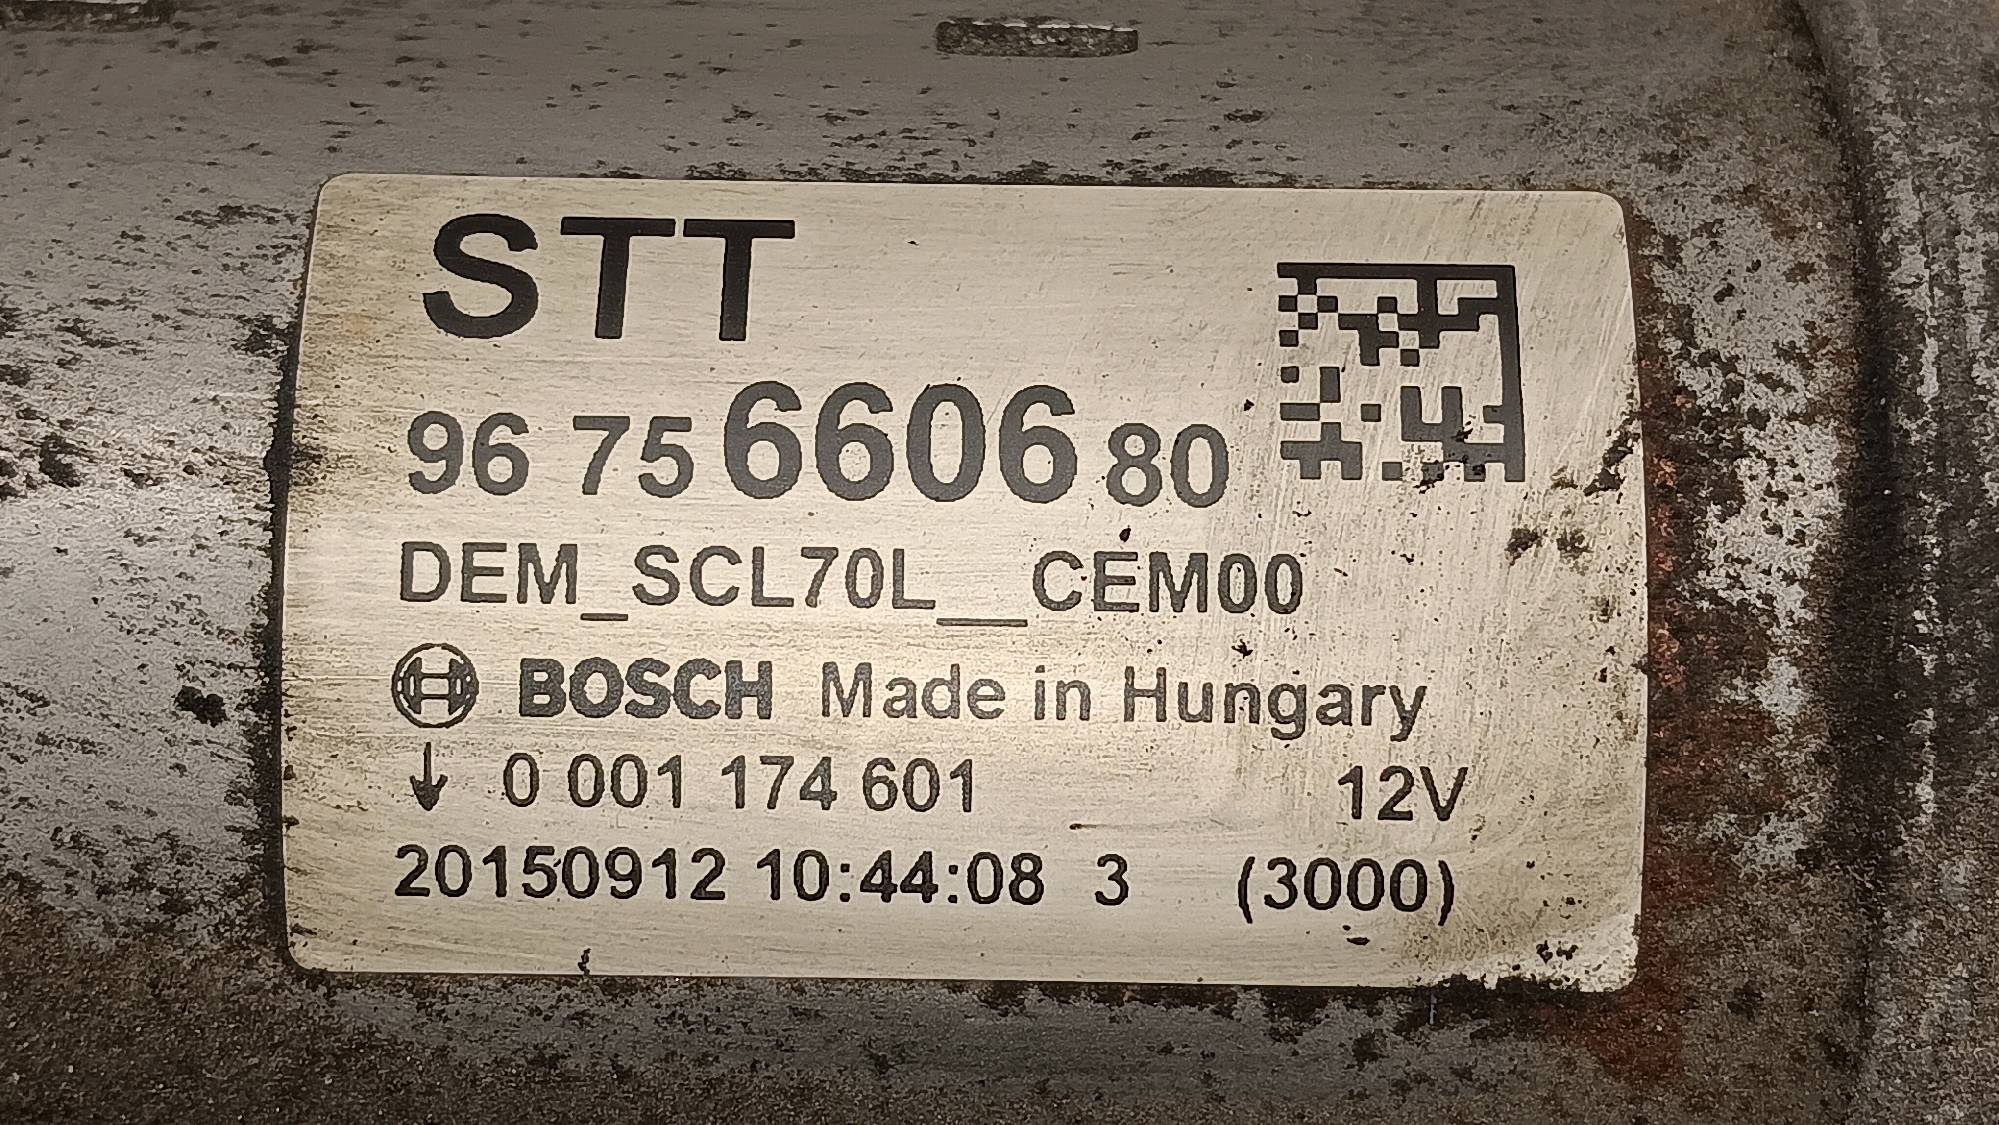 STT
96 75 6606 80
DEM_SCL70L__CEM00
BOSCH Made in Hungary
↓ 0 001 174 601 12V
20150912 10:44:08 3 (3000)